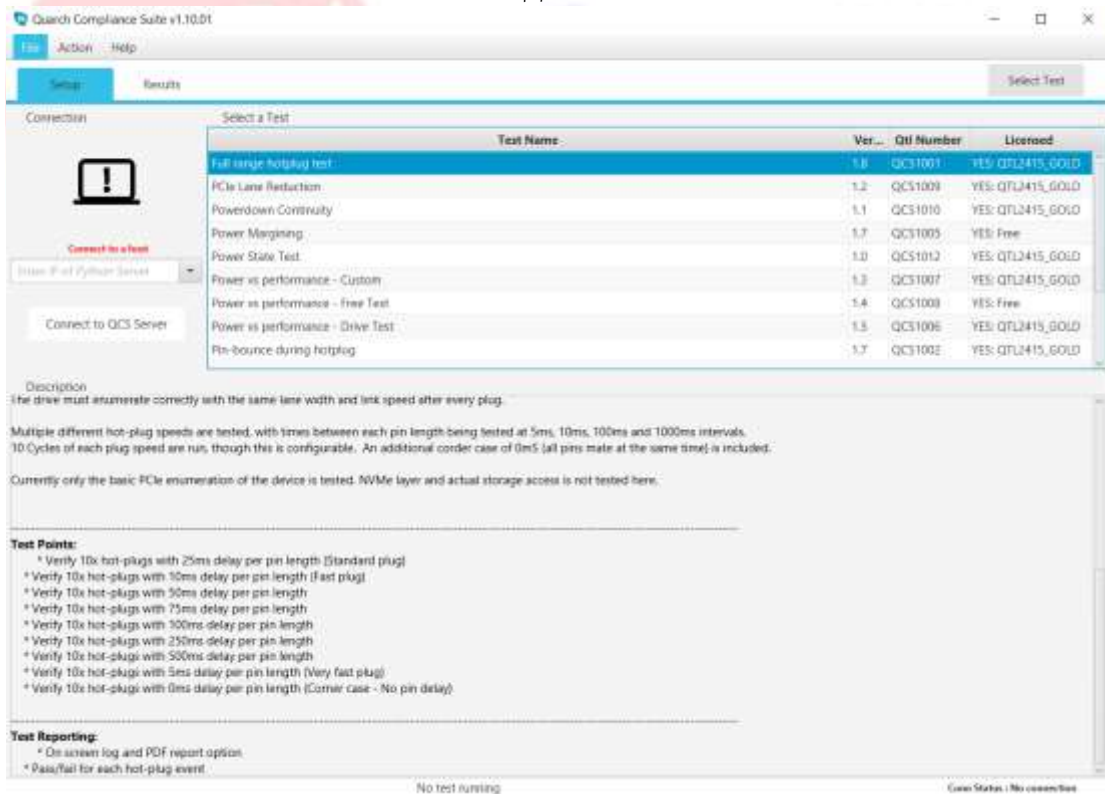 Quarch Compliance Suite v1.10.01
File Action Help
Setup Results Select Test
Connection Select a Test
Test Name Ver... Qtl Number Licensed
Full range hotplug test 1.8 QCS1001 YES: QTL2415_GOLD
PCIe Lane Reduction 1.2 QCS1009 YES: QTL2415_GOLD
Powerdown Continuity 1.1 QCS1010 YES: QTL2415_GOLD
Power Margining 1.7 QCS1005 YES: Free
Power State Test 1.0 QCS1012 YES: QTL2415_GOLD
Power vs performance - Custom 1.3 QCS1007 YES: QTL2415_GOLD
Power vs performance - Free Test 1.4 QCS1008 YES: Free
Power vs performance - Drive Test 1.5 QCS1006 YES: QTL2415_GOLD
Pin-bounce during hotplug 1.7 QCS1002 YES: QTL2415_GOLD
Connect to a host
Enter IP of Python Server
Connect to QCS Server
Description
The drive must enumerate correctly with the same lane width and link speed after every plug.
Multiple different hot-plug speeds are tested, with times between each pin length being tested at 5ms, 10ms, 100ms and 1000ms intervals.
10 Cycles of each plug speed are run, though this is configurable. An additional corder case of 0mS (all pins mate at the same time) is included.
Currently only the basic PCIe enumeration of the device is tested. NVMe layer and actual storage access is not tested here.
Test Points:
* Verify 10x hot-plugs with 25ms delay per pin length (Standard plug)
* Verify 10x hot-plugs with 10ms delay per pin length (Fast plug)
* Verify 10x hot-plugs with 50ms delay per pin length
* Verify 10x hot-plugs with 75ms delay per pin length
* Verify 10x hot-plugs with 100ms delay per pin length
* Verify 10x hot-plugs with 250ms delay per pin length
* Verify 10x hot-plugs with 500ms delay per pin length
* Verify 10x hot-plugs with 5ms delay per pin length (Very fast plug)
* Verify 10x hot-plugs with 0ms delay per pin length (Corner case - No pin delay)
Test Reporting:
* On screen log and PDF report option
* Pass/fail for each hot-plug event
No test running Conn Status : No connection